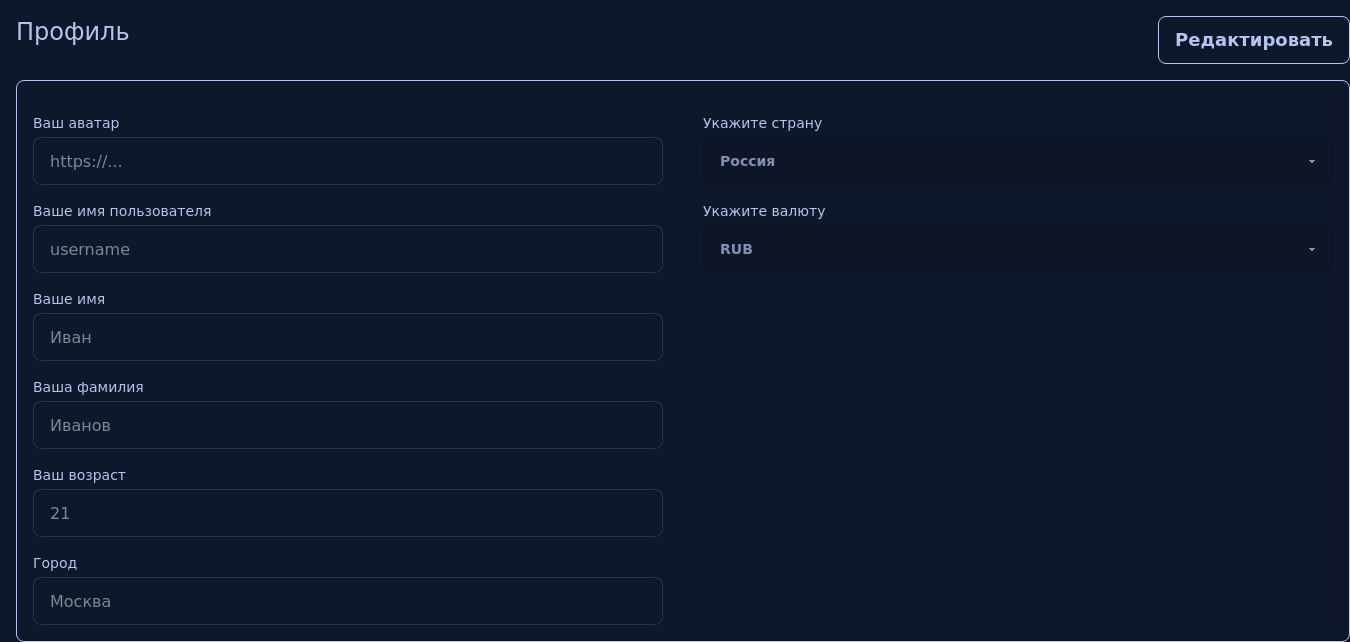 Профиль
Редактировать
Ваш аватар
https://...
Ваше имя пользователя
username
Ваше имя
Иван
Ваша фамилия
Иванов
Ваш возраст
21
Город
Москва
Укажите страну
Россия
Укажите валюту
RUB